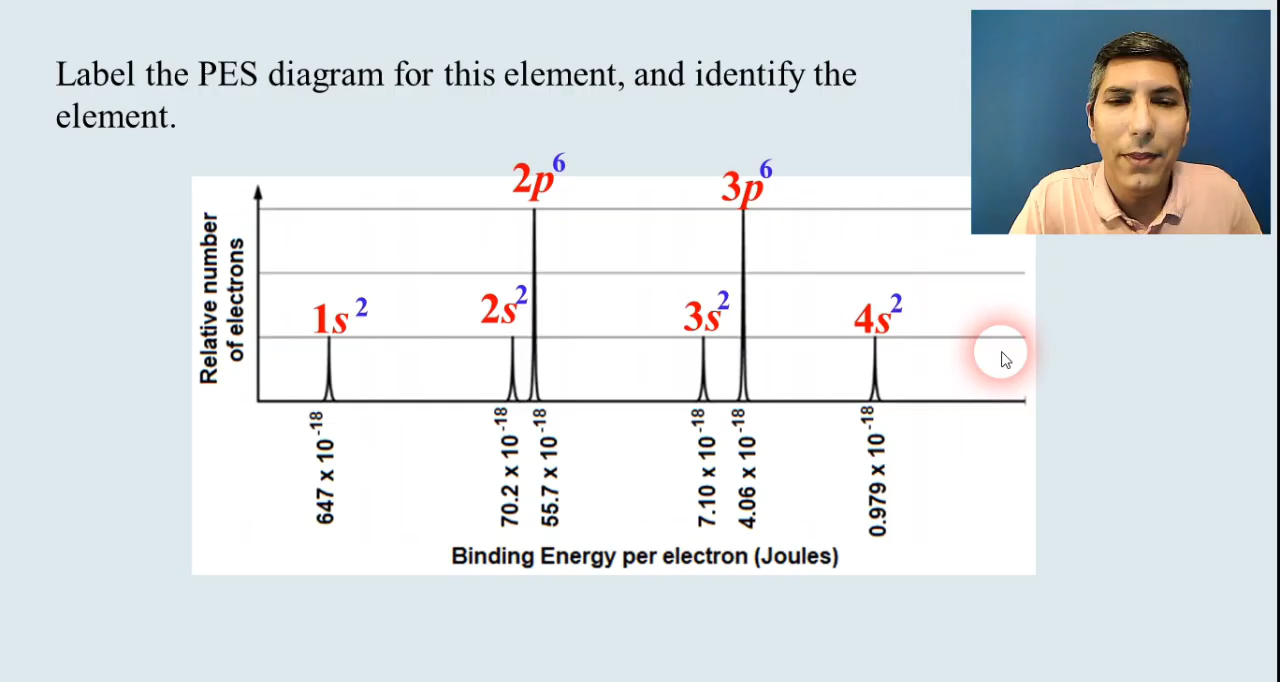 Label the PES diagram for this element, and identify the
element.
2p⁶
3p⁶
1s²
2s²
3s²
4s²
Relative number
of electrons
647 x 10⁻¹⁸
70.2 x 10⁻¹⁸
55.7 x 10⁻¹⁸
7.10 x 10⁻¹⁸
4.06 x 10⁻¹⁸
0.979 x 10⁻¹⁸
Binding Energy per electron (Joules)